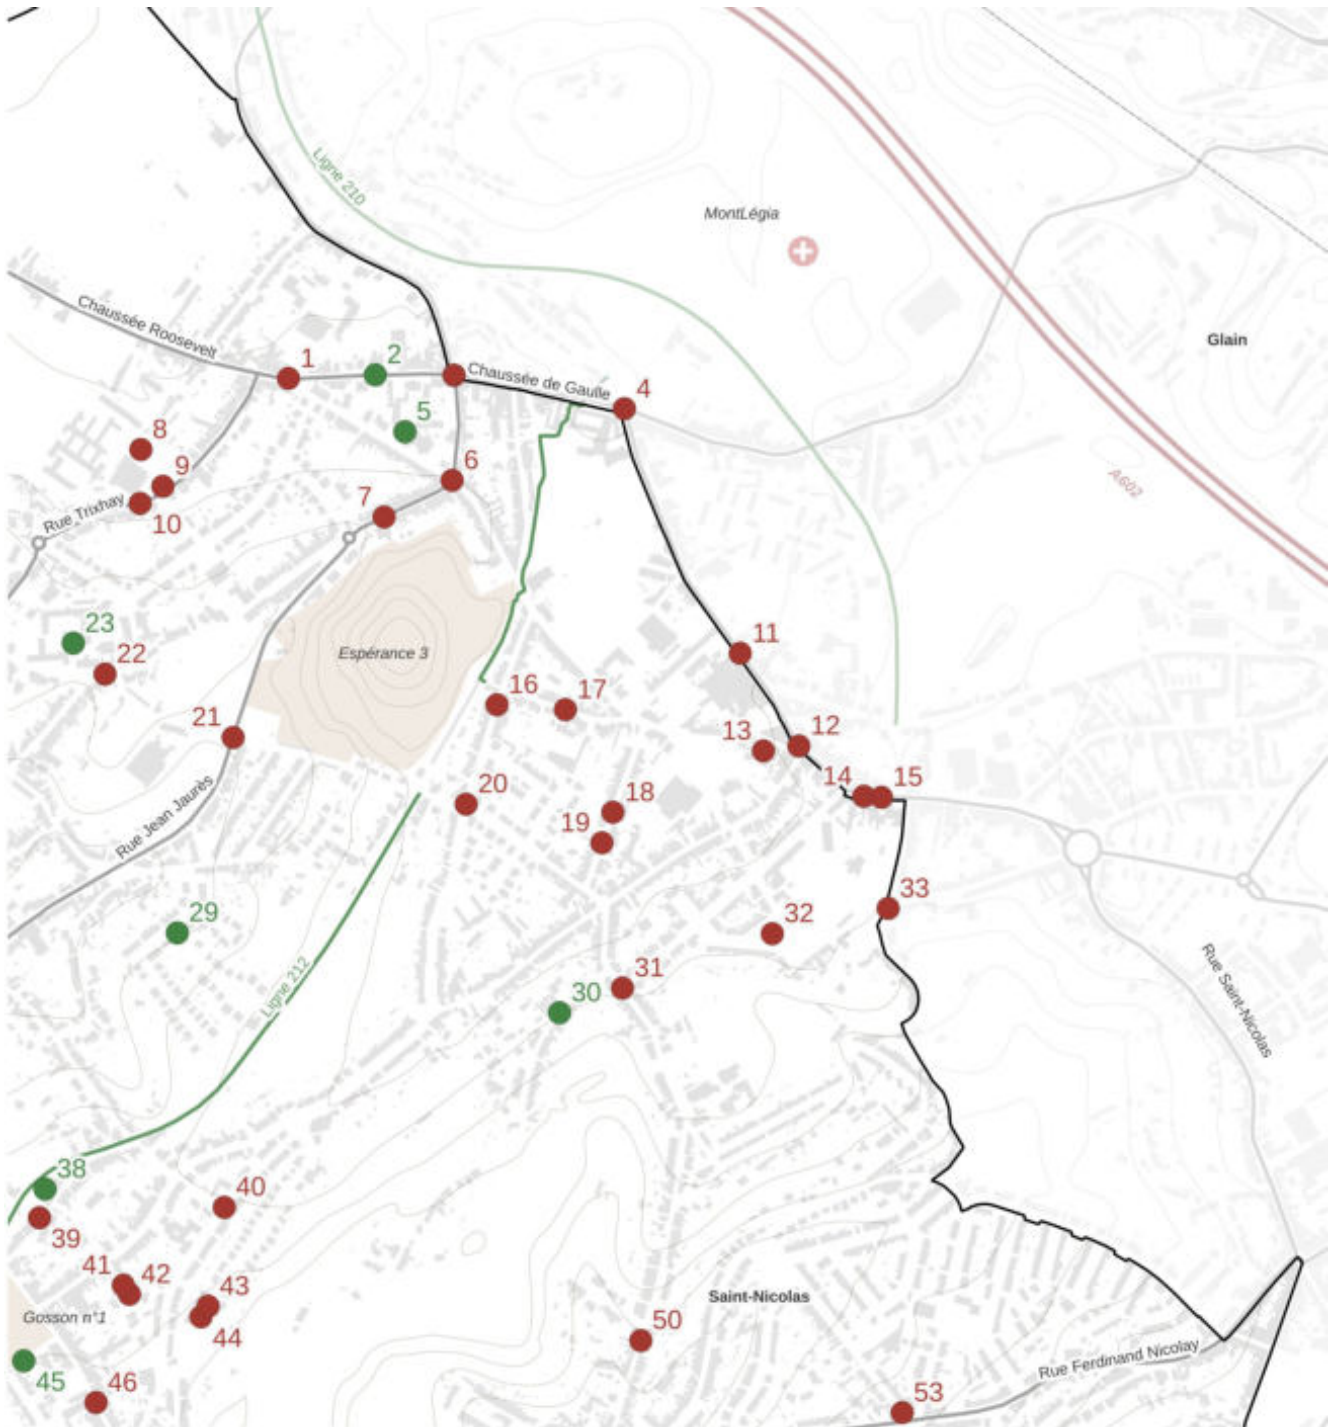 Ligne 210
MontLégia
Glain
Chaussée Roosevelt
1
2
Chaussée de Gaulle
4
5
6
7
8
9
10
Rue Trixhay
A602
23
22
Espérance 3
11
16
17
21
12
13
14
15
20
18
19
Rue Jean Jaurès
33
29
32
31
30
Ligne 212
Rue Saint-Nicolas
38
40
39
41
42
43
44
Gosson n°1
Saint-Nicolas
50
Rue Ferdinand Nicolay
45
46
53